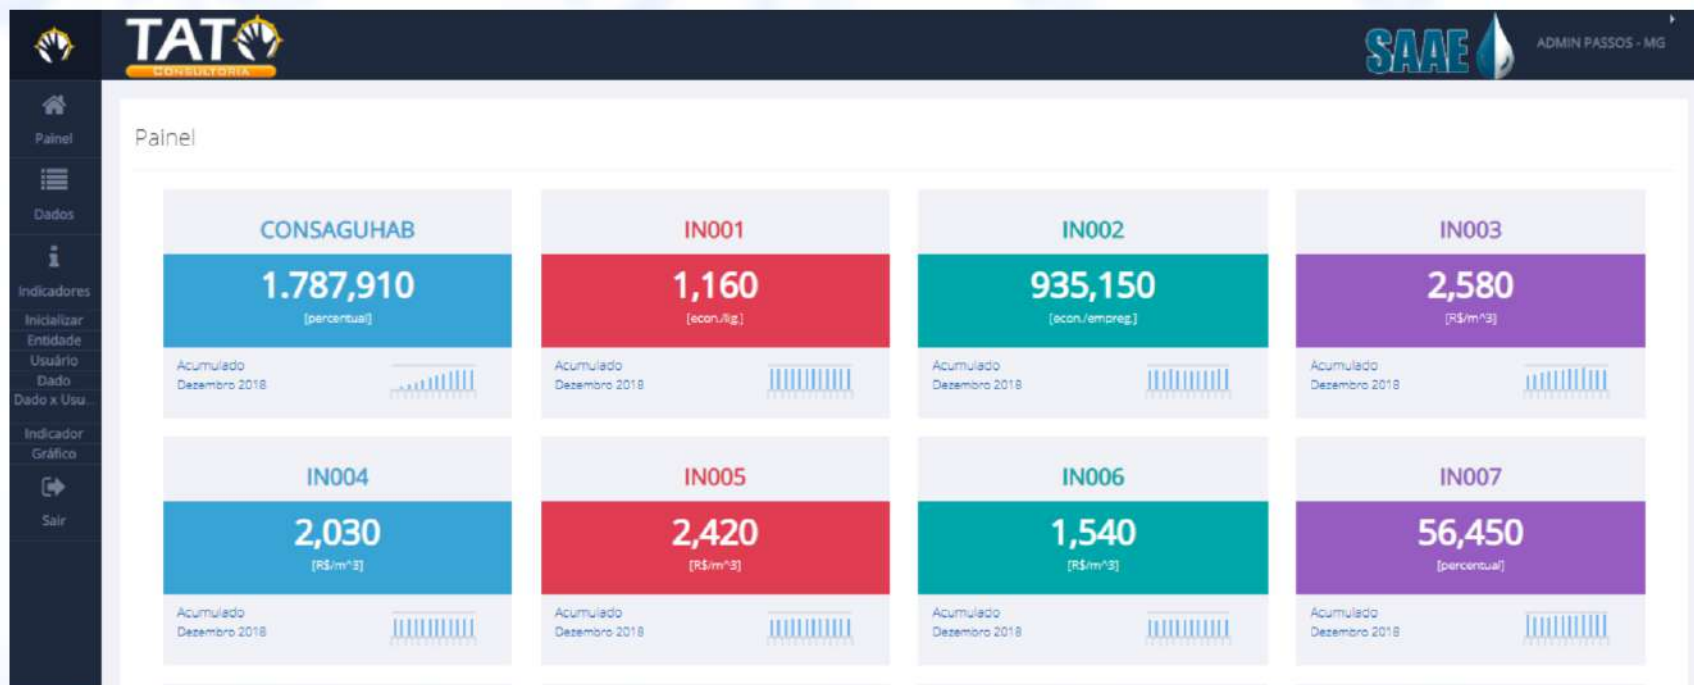 TATO
CONSULTORIA
SAAE
ADMIN PASSOS - MG
Painel
Dados
Indicadores
Inicializar
Entidade
Usuário
Dado
Dado x Usu...
Indicador
Gráfico
Sair
Painel
CONSAGUHAB
1.787,910
[percentual]
Acumulado
Dezembro 2018
IN001
1,160
[econ./lig.]
Acumulado
Dezembro 2018
IN002
935,150
[econ./empreg.]
Acumulado
Dezembro 2018
IN003
2,580
[R$/m^3]
Acumulado
Dezembro 2018
IN004
2,030
[R$/m^3]
Acumulado
Dezembro 2018
IN005
2,420
[R$/m^3]
Acumulado
Dezembro 2018
IN006
1,540
[R$/m^3]
Acumulado
Dezembro 2018
IN007
56,450
[percentual]
Acumulado
Dezembro 2018